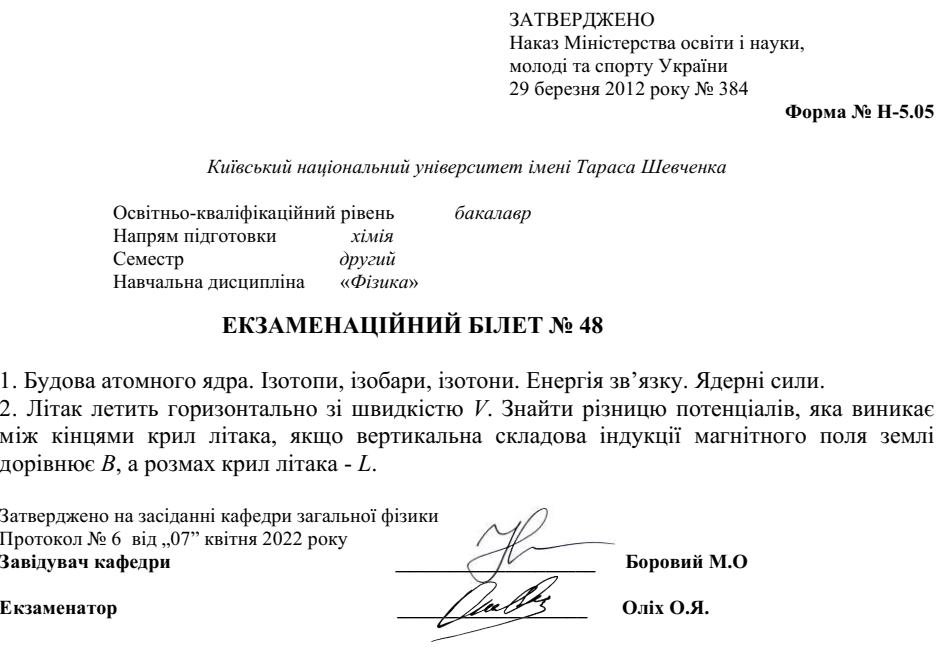 ЗАТВЕРДЖЕНО
Наказ Міністерства освіти і науки,
молоді та спорту України
29 березня 2012 року № 384
Форма № Н-5.05
Київський національний університет імені Тараса Шевченка
Освітньо-кваліфікаційний рівень бакалавр
Напрям підготовки хімія
Семестр другий
Навчальна дисципліна «Фізика»
ЕКЗАМЕНАЦІЙНИЙ БІЛЕТ № 48
1. Будова атомного ядра. Ізотопи, ізобари, ізотони. Енергія зв’язку. Ядерні сили.
2. Літак летить горизонтально зі швидкістю V. Знайти різницю потенціалів, яка виникає
між кінцями крил літака, якщо вертикальна складова індукції магнітного поля землі
дорівнює B, а розмах крил літака - L.
Затверджено на засіданні кафедри загальної фізики
Протокол № 6 від „07” квітня 2022 року
Завідувач кафедри Боровий М.О
Екзаменатор Оліх О.Я.